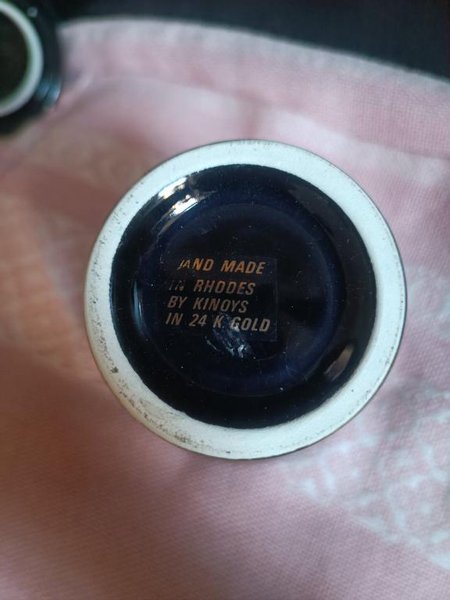 HAND MADE
IN RHODES
BY KINOYS
IN 24 K GOLD